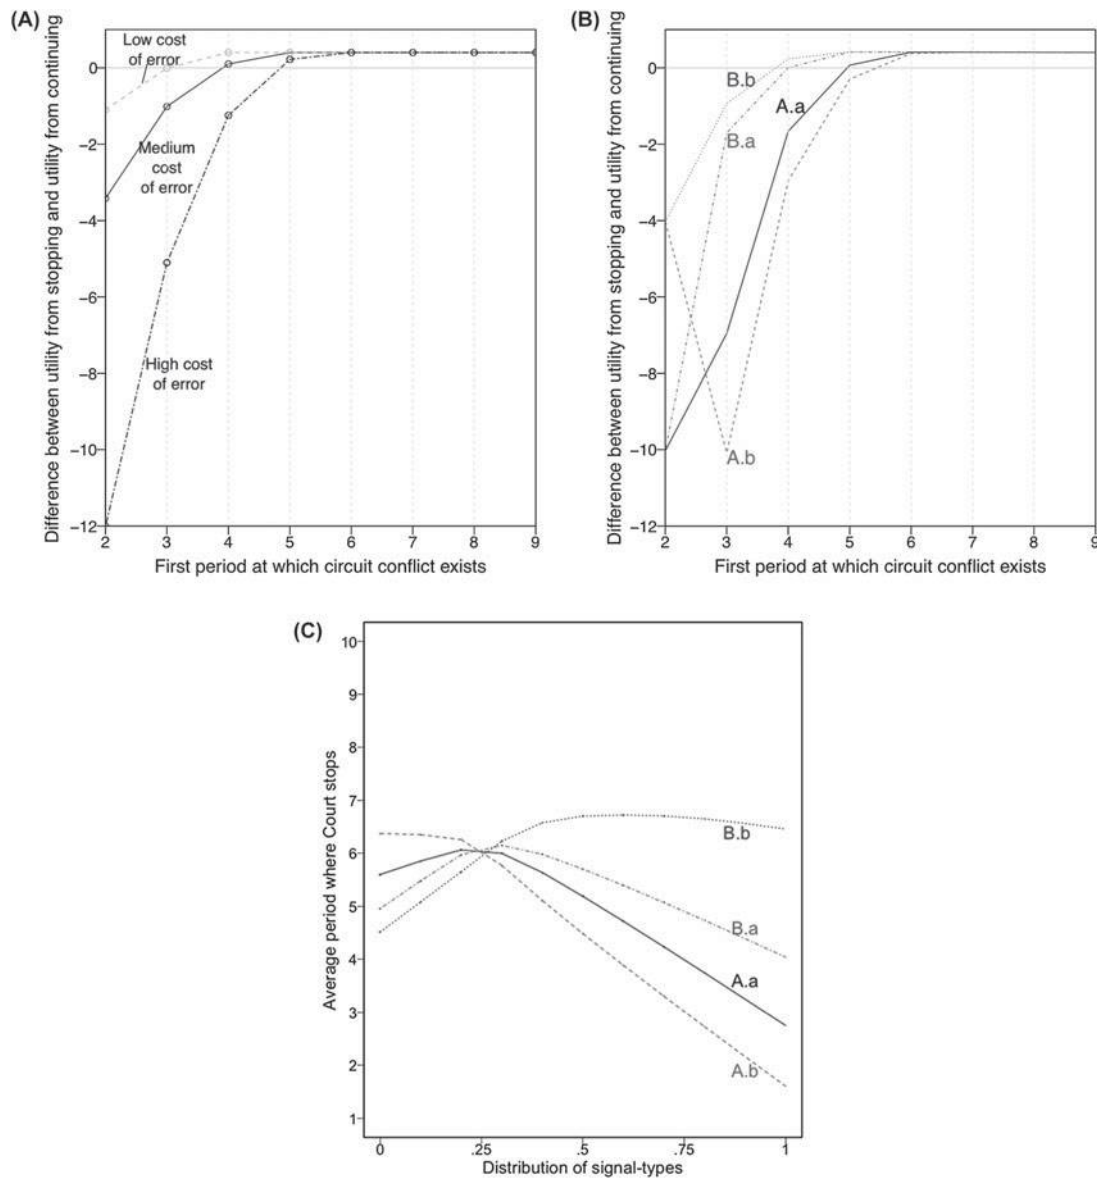 (A)
Difference between utility from stopping and utility from continuing
0
−2
−4
−6
−8
−10
−12
Low cost
of error
Medium
cost
of error
High cost
of error
2 3 4 5 6 7 8 9
First period at which circuit conflict exists
(B)
Difference between utility from stopping and utility from continuing
0
−2
−4
−6
−8
−10
−12
B.b
A.a
B.a
A.b
2 3 4 5 6 7 8 9
First period at which circuit conflict exists
(C)
Average period where Court stops
10
9
8
7
6
5
4
3
2
1
B.b
B.a
A.a
A.b
0 .25 .5 .75 1
Distribution of signal-types